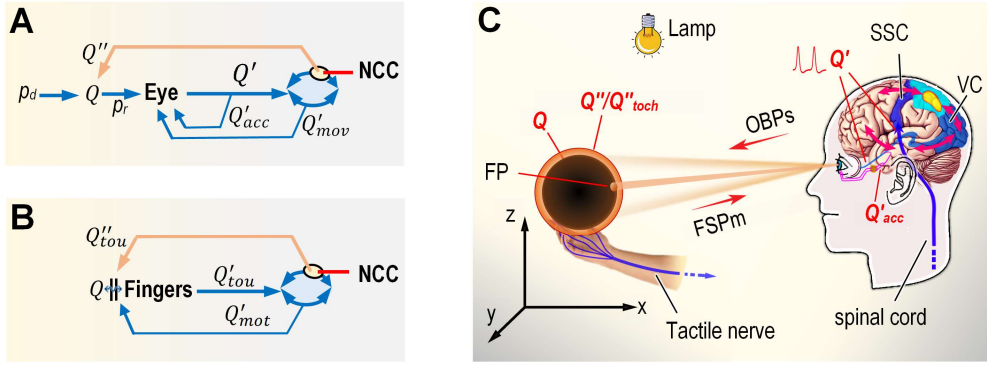 A
Q''
NCC
Q'
p_d
Q
p_r
Eye
Q'_acc
Q'_mov
B
Q''_tou
NCC
Q
Fingers
Q'_tou
Q'_mot
C
Lamp
SSC
Q'
VC
Q''/Q''_toch
Q
OBPs
FP
FSPm
Q'_acc
z
x
y
Tactile nerve
spinal cord